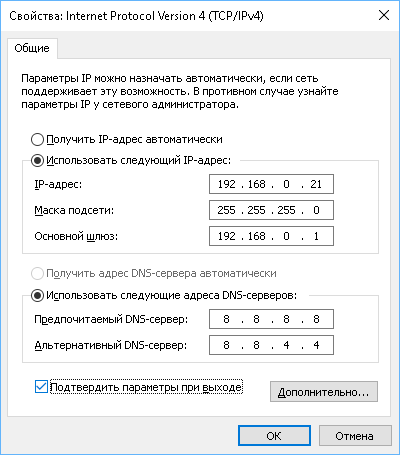 Свойства: Internet Protocol Version 4 (TCP/IPv4)
Общие
Параметры IP можно назначать автоматически, если сеть
поддерживает эту возможность. В противном случае узнайте
параметры IP у сетевого администратора.
Получить IP-адрес автоматически
Использовать следующий IP-адрес:
IP-адрес: 192 . 168 . 0 . 21
Маска подсети: 255 . 255 . 255 . 0
Основной шлюз: 192 . 168 . 0 . 1
Получить адрес DNS-сервера автоматически
Использовать следующие адреса DNS-серверов:
Предпочитаемый DNS-сервер: 8 . 8 . 8 . 8
Альтернативный DNS-сервер: 8 . 8 . 4 . 4
Подтвердить параметры при выходе
Дополнительно...
ОК Отмена